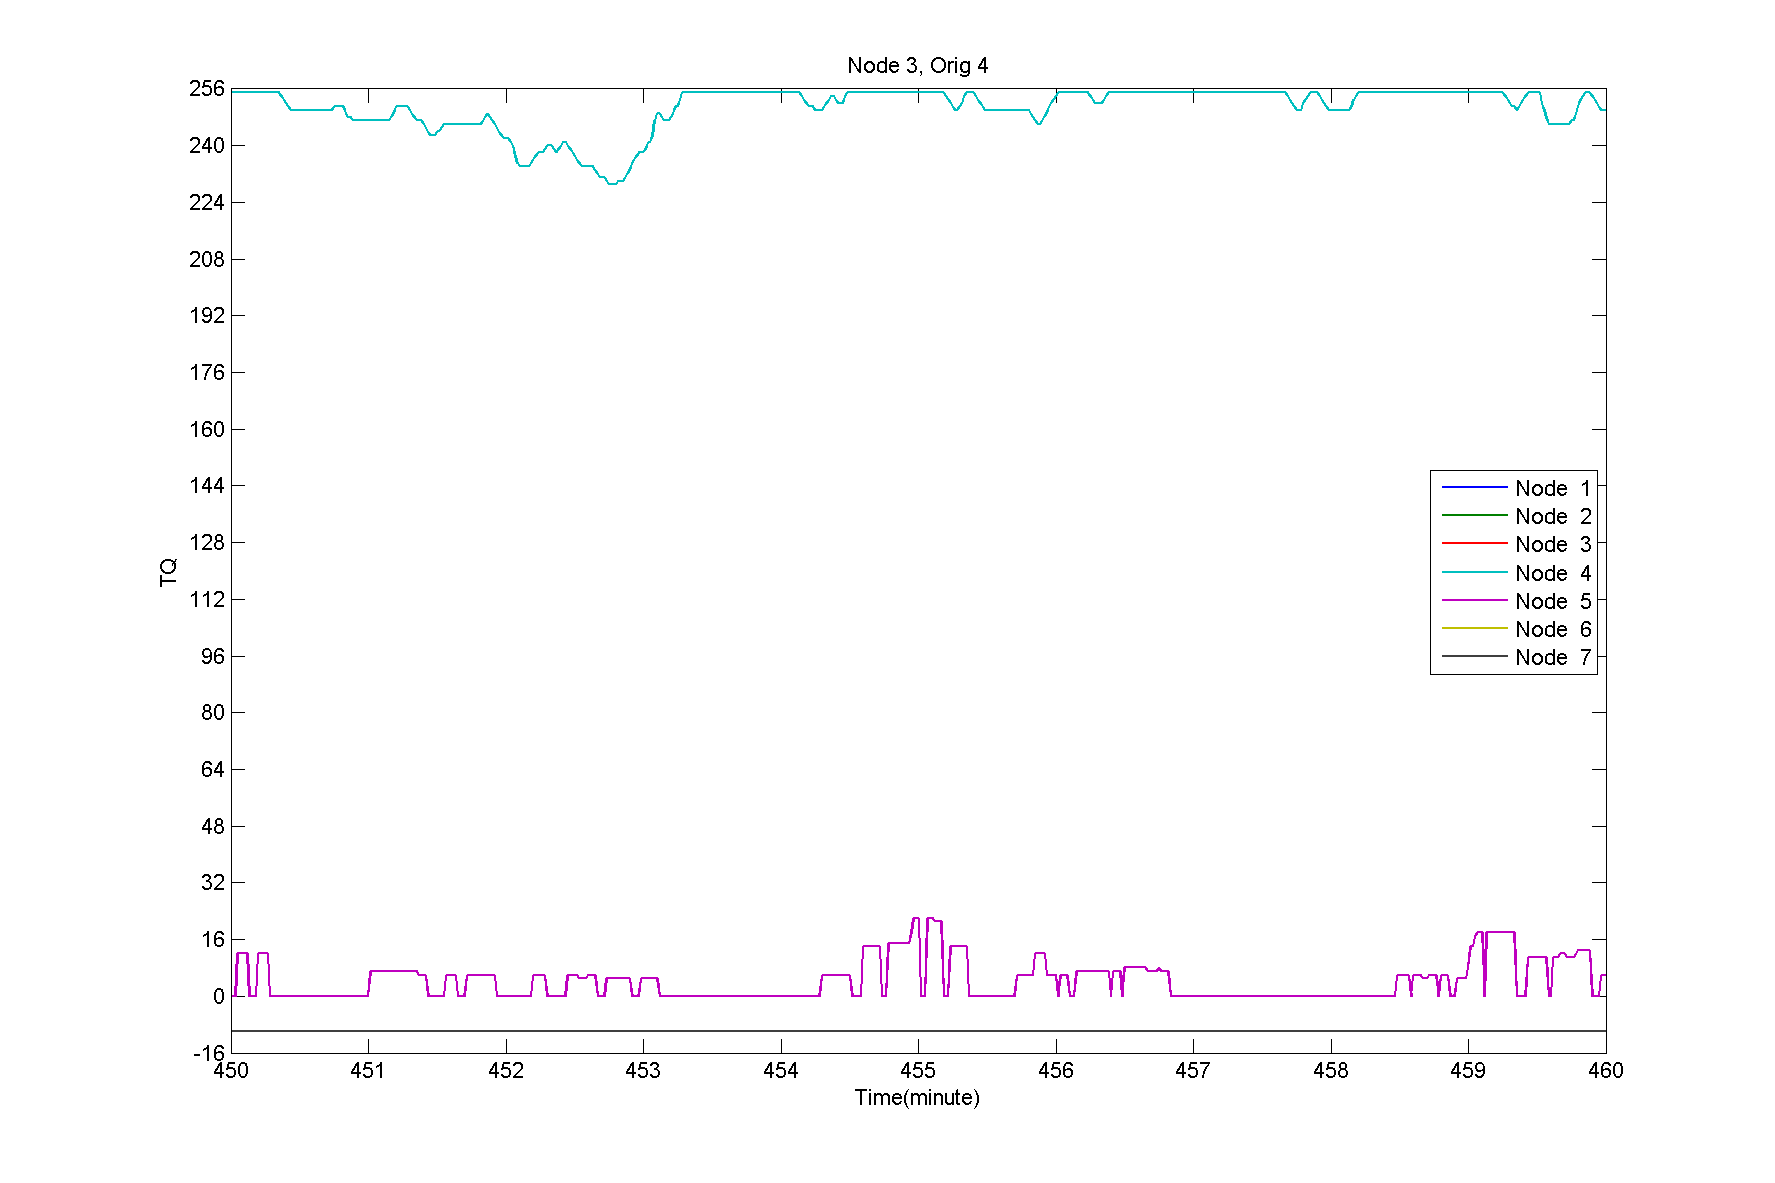 Node 3, Orig 4
256
240
224
208
192
176
160
144
128
112
96
80
64
48
32
16
0
-16
TQ
Node 1
Node 2
Node 3
Node 4
Node 5
Node 6
Node 7
450 451 452 453 454 455 456 457 458 459 460
Time(minute)